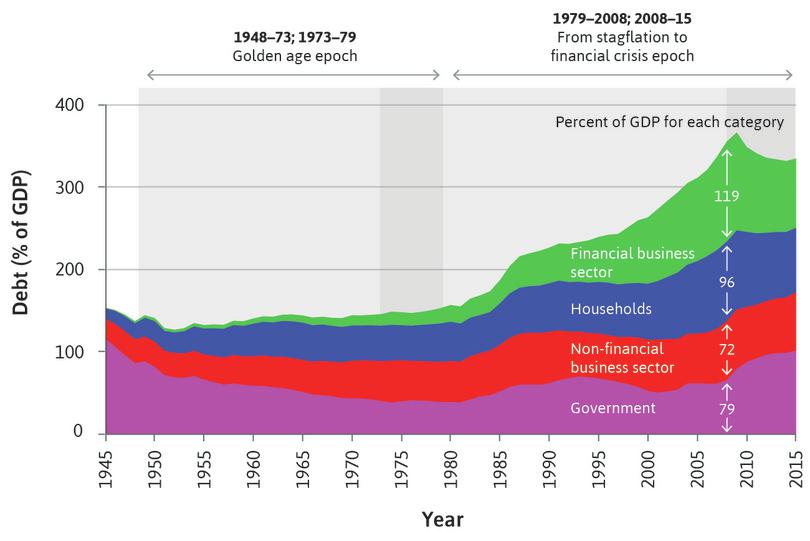 1948–73; 1973–79
Golden age epoch
1979–2008; 2008–15
From stagflation to
financial crisis epoch
Percent of GDP for each category
Debt (% of GDP)
400
300
200
100
0
119
Financial business
sector
96
Households
72
Non-financial
business sector
79
Government
1945
1950
1955
1960
1965
1970
1975
1980
1985
1990
1995
2000
2005
2010
2015
Year